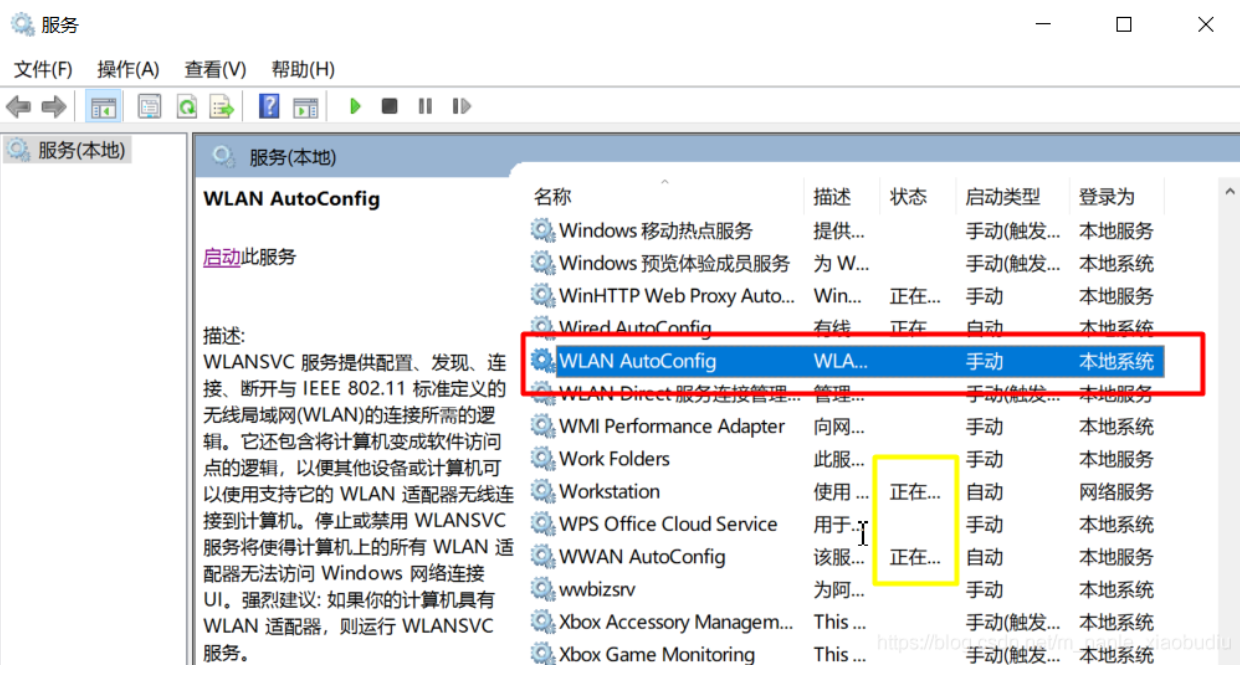 服务
文件(F) 操作(A) 查看(V) 帮助(H)
服务(本地)
服务(本地)
WLAN AutoConfig
启动此服务
描述:
WLANSVC 服务提供配置、发现、连
接、断开与 IEEE 802.11 标准定义的
无线局域网(WLAN)的连接所需的逻
辑。它还包含将计算机变成软件访问
点的逻辑，以便其他设备或计算机可
以使用支持它的 WLAN 适配器无线连
接到计算机。停止或禁用 WLANSVC
服务将使得计算机上的所有 WLAN 适
配器无法访问 Windows 网络连接
UI。强烈建议: 如果你的计算机具有
WLAN 适配器，则运行 WLANSVC
服务。
名称 描述 状态 启动类型 登录为
Windows 移动热点服务 提供... 手动(触发... 本地服务
Windows 预览体验成员服务 为 W... 手动(触发... 本地系统
WinHTTP Web Proxy Auto... Win... 正在... 手动 本地服务
Wired AutoConfig 有线 正在 自动 本地系统
WLAN AutoConfig WLA... 手动 本地系统
WLAN Direct 服务连接管理... 管理... 手动(触发... 本地服务
WMI Performance Adapter 向网... 手动 本地系统
Work Folders 此服... 手动 本地服务
Workstation 使用 ... 正在... 自动 网络服务
WPS Office Cloud Service 用于... 手动 本地系统
WWAN AutoConfig 该服... 正在... 自动 本地服务
wwbizsrv 为阿... 手动 本地系统
Xbox Accessory Managem... This ... 手动(触发... 本地系统
Xbox Game Monitoring This ... 手动(触发... 本地系统